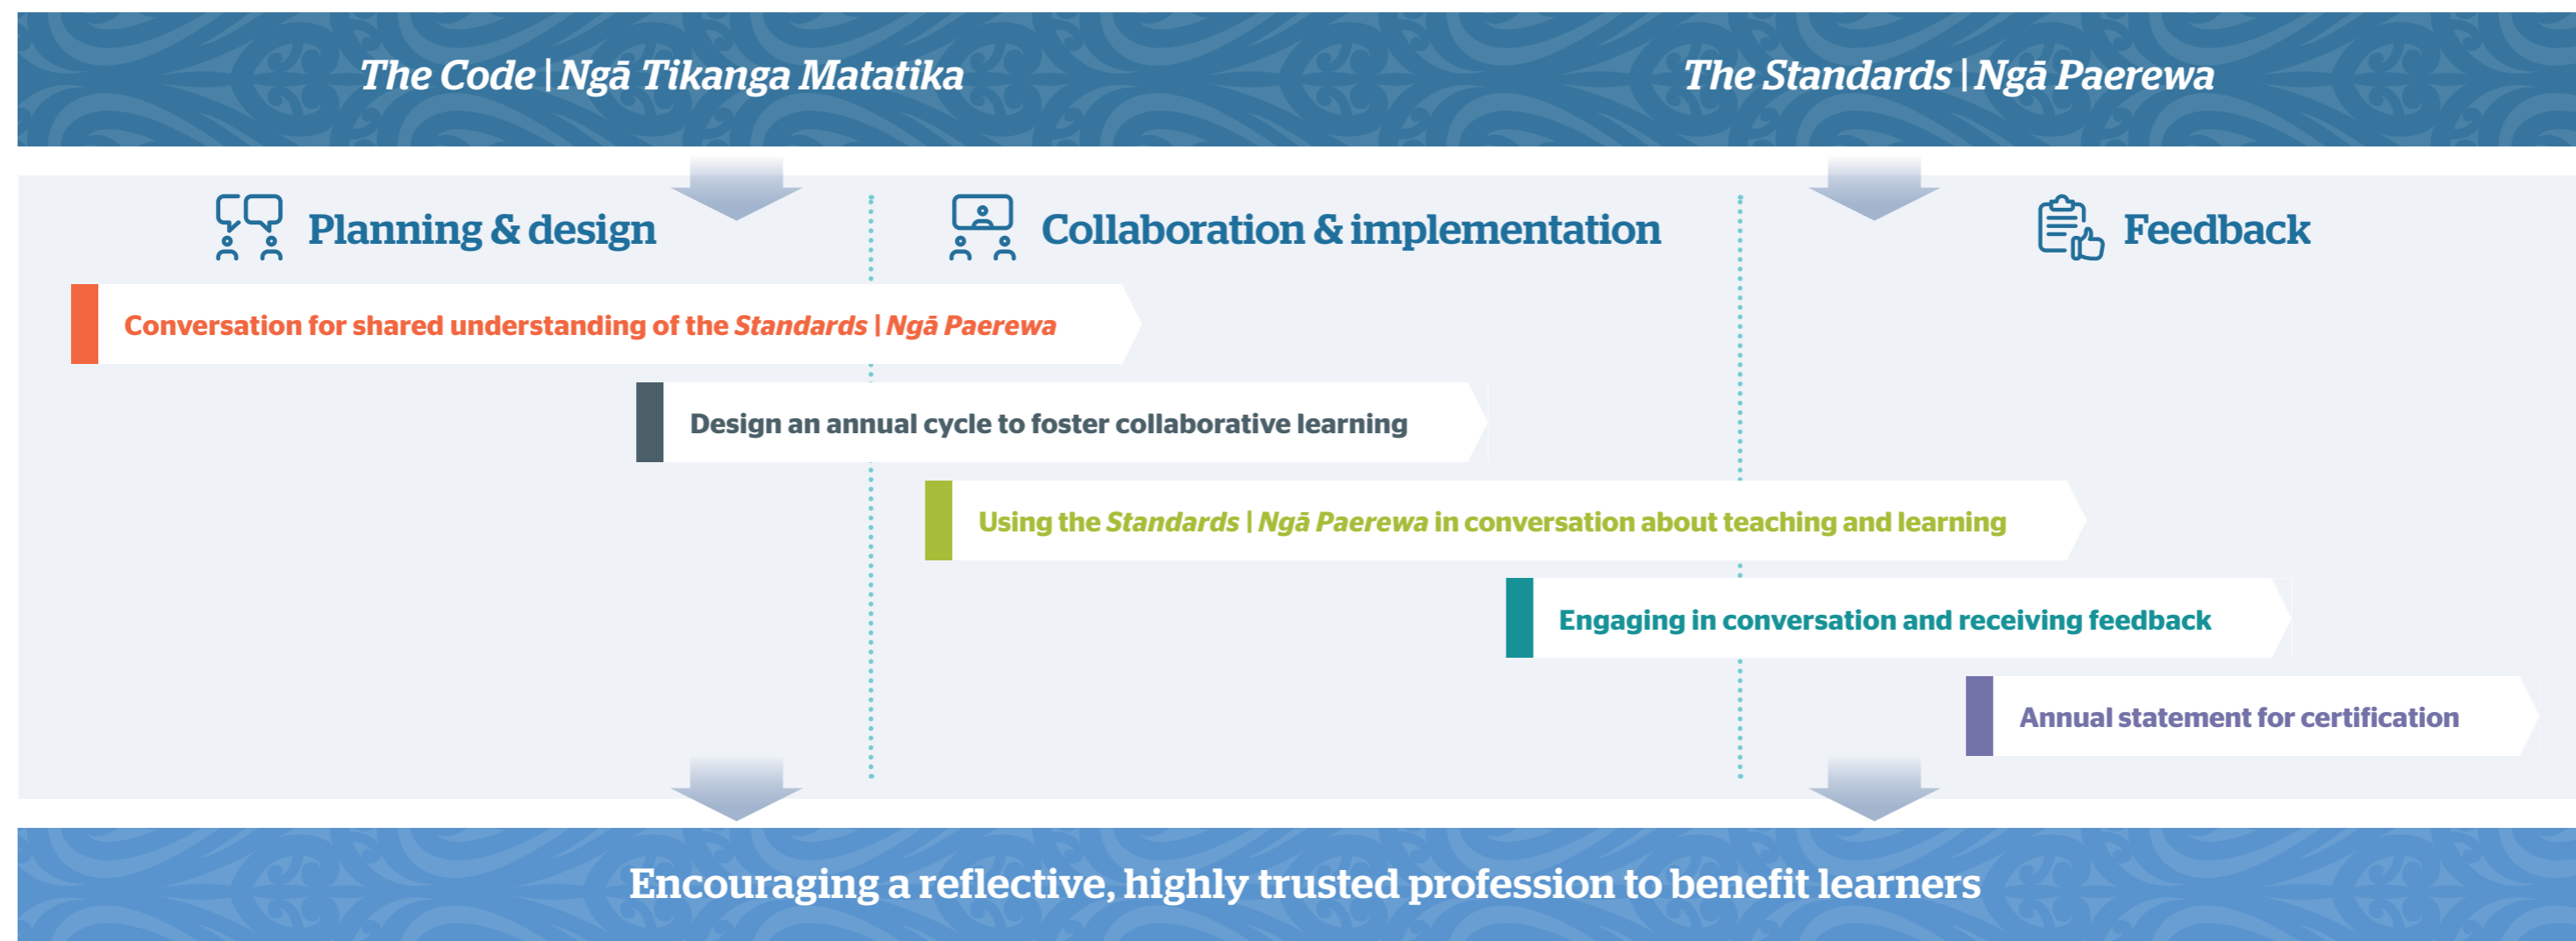 The Code | Ngā Tikanga Matatika
The Standards | Ngā Paerewa
Planning & design
Collaboration & implementation
Feedback
Conversation for shared understanding of the Standards | Ngā Paerewa
Design an annual cycle to foster collaborative learning
Using the Standards | Ngā Paerewa in conversation about teaching and learning
Engaging in conversation and receiving feedback
Annual statement for certification
Encouraging a reflective, highly trusted profession to benefit learners